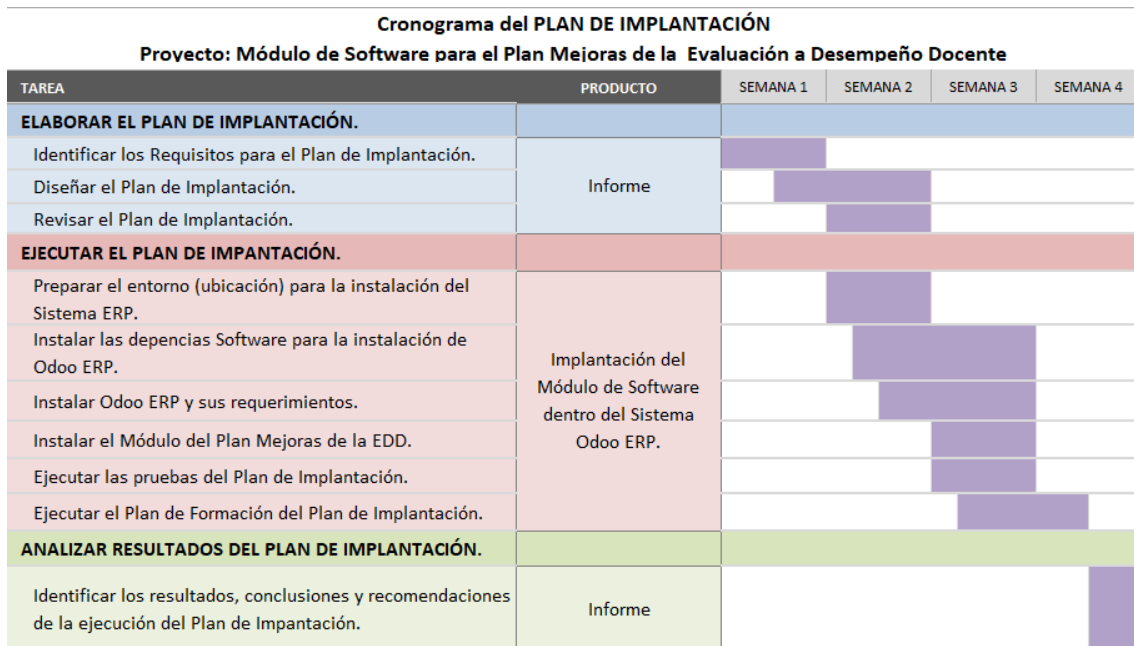 Cronograma del PLAN DE IMPLANTACIÓN
Proyecto: Módulo de Software para el Plan Mejoras de la Evaluación a Desempeño Docente
TAREA PRODUCTO SEMANA 1 SEMANA 2 SEMANA 3 SEMANA 4
ELABORAR EL PLAN DE IMPLANTACIÓN.
Identificar los Requisitos para el Plan de Implantación.
Diseñar el Plan de Implantación.
Revisar el Plan de Implantación.
Informe
EJECUTAR EL PLAN DE IMPANTACIÓN.
Preparar el entorno (ubicación) para la instalación del
Sistema ERP.
Instalar las depencias Software para la instalación de
Odoo ERP.
Instalar Odoo ERP y sus requerimientos.
Instalar el Módulo del Plan Mejoras de la EDD.
Ejecutar las pruebas del Plan de Implantación.
Ejecutar el Plan de Formación del Plan de Implantación.
Implantación del
Módulo de Software
dentro del Sistema
Odoo ERP.
ANALIZAR RESULTADOS DEL PLAN DE IMPLANTACIÓN.
Identificar los resultados, conclusiones y recomendaciones
de la ejecución del Plan de Impantación.
Informe